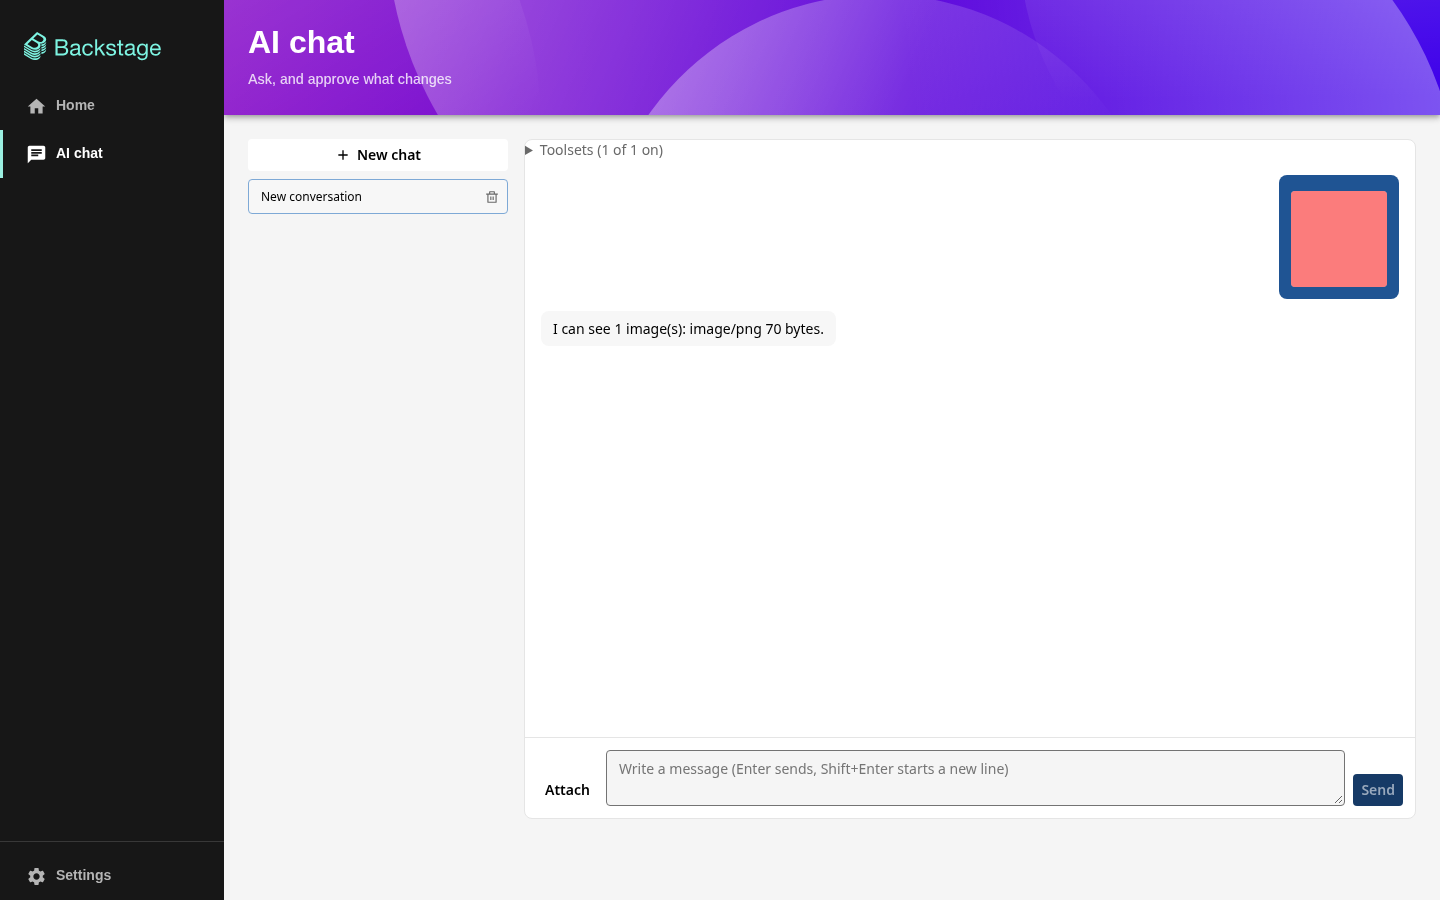 Backstage
Home
AI chat
Settings
AI chat
Ask, and approve what changes
New chat
New conversation
Toolsets (1 of 1 on)
I can see 1 image(s): image/png 70 bytes.
Attach
Write a message (Enter sends, Shift+Enter starts a new line)
Send